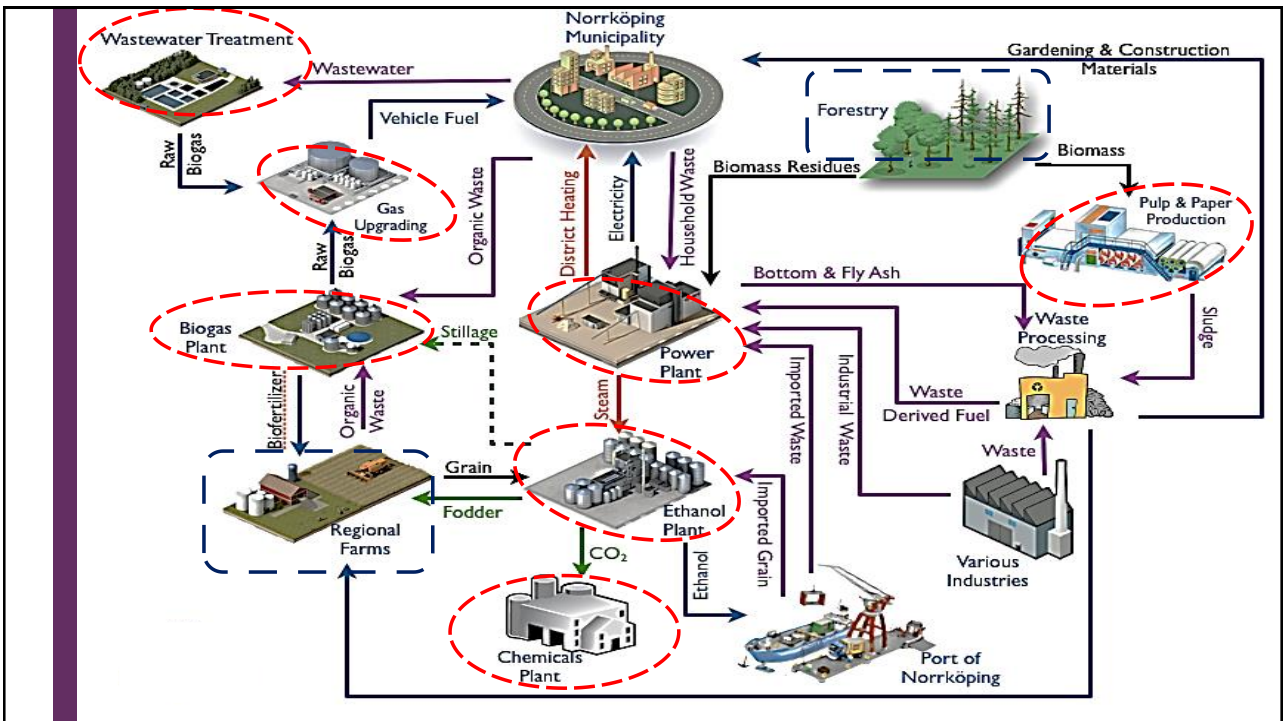 Norrköping
Municipality
Wastewater Treatment
Gardening & Construction
Materials
Wastewater
Forestry
Vehicle Fuel
Raw
Biogas
Biomass
Biomass Residues
Organic Waste
District Heating
Electricity
Household Waste
Gas
Upgrading
Pulp & Paper
Production
Raw
Biogas
Bottom & Fly Ash
Biogas
Plant
Stillage
Power
Plant
Waste
Processing
Sludge
Biofertilizer
Organic
Waste
Steam
Imported Waste
Industrial Waste
Waste
Derived Fuel
Waste
Grain
Fodder
Regional
Farms
Ethanol
Plant
Imported Grain
Various
Industries
CO₂
Ethanol
Chemicals
Plant
Port of
Norrköping